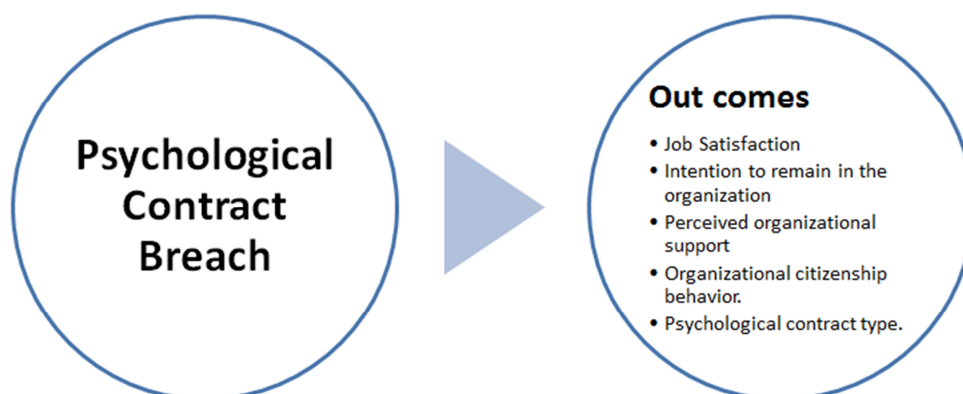 Psychological
Contract
Breach
Out comes
• Job Satisfaction
• Intention to remain in the
organization
• Perceived organizational
support
• Organizational citizenship
behavior.
• Psychological contract type.